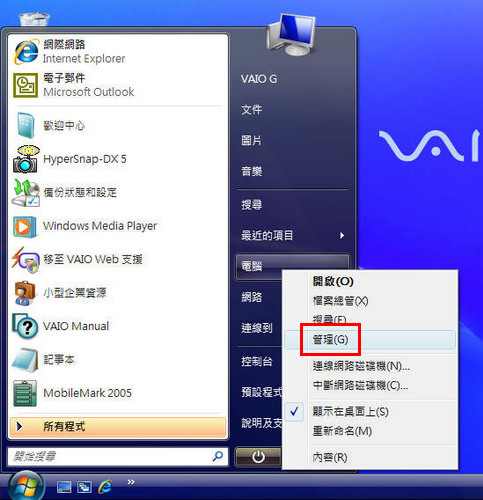 網際網路
Internet Explorer
電子郵件
Microsoft Outlook
歡迎中心
HyperSnap-DX 5
備份狀態和設定
Windows Media Player
移至 VAIO Web 支援
小型企業資源
VAIO Manual
記事本
MobileMark 2005
所有程式
開始搜尋
VAIO G
文件
圖片
音樂
搜尋
最近的項目
電腦
網路
連線到
控制台
預設程式
說明及支
開啟(O)
檔案總管(X)
搜尋(F)
管理(G)
連線網路磁碟機(N)...
中斷網路磁碟機(C)...
顯示在桌面上(S)
重新命名(M)
內容(R)
VAI